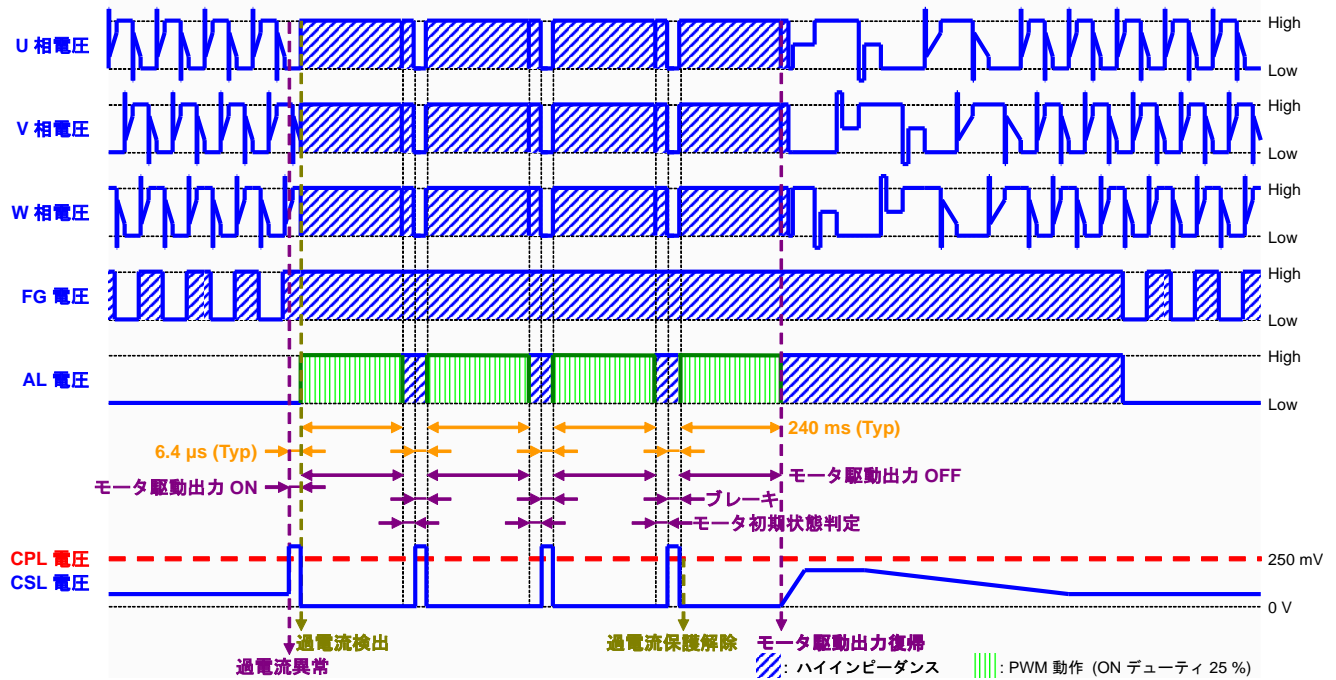 U 相電圧
High
Low
V 相電圧
High
Low
W 相電圧
High
Low
FG 電圧
High
Low
AL 電圧
High
Low
240 ms (Typ)
6.4 µs (Typ)
モータ駆動出力 ON
モータ駆動出力 OFF
ブレーキ
モータ初期状態判定
CPL 電圧
250 mV
CSL 電圧
0 V
過電流検出
過電流保護解除
モータ駆動出力復帰
過電流異常
: ハイインピーダンス
: PWM 動作 (ON デューティ 25 %)